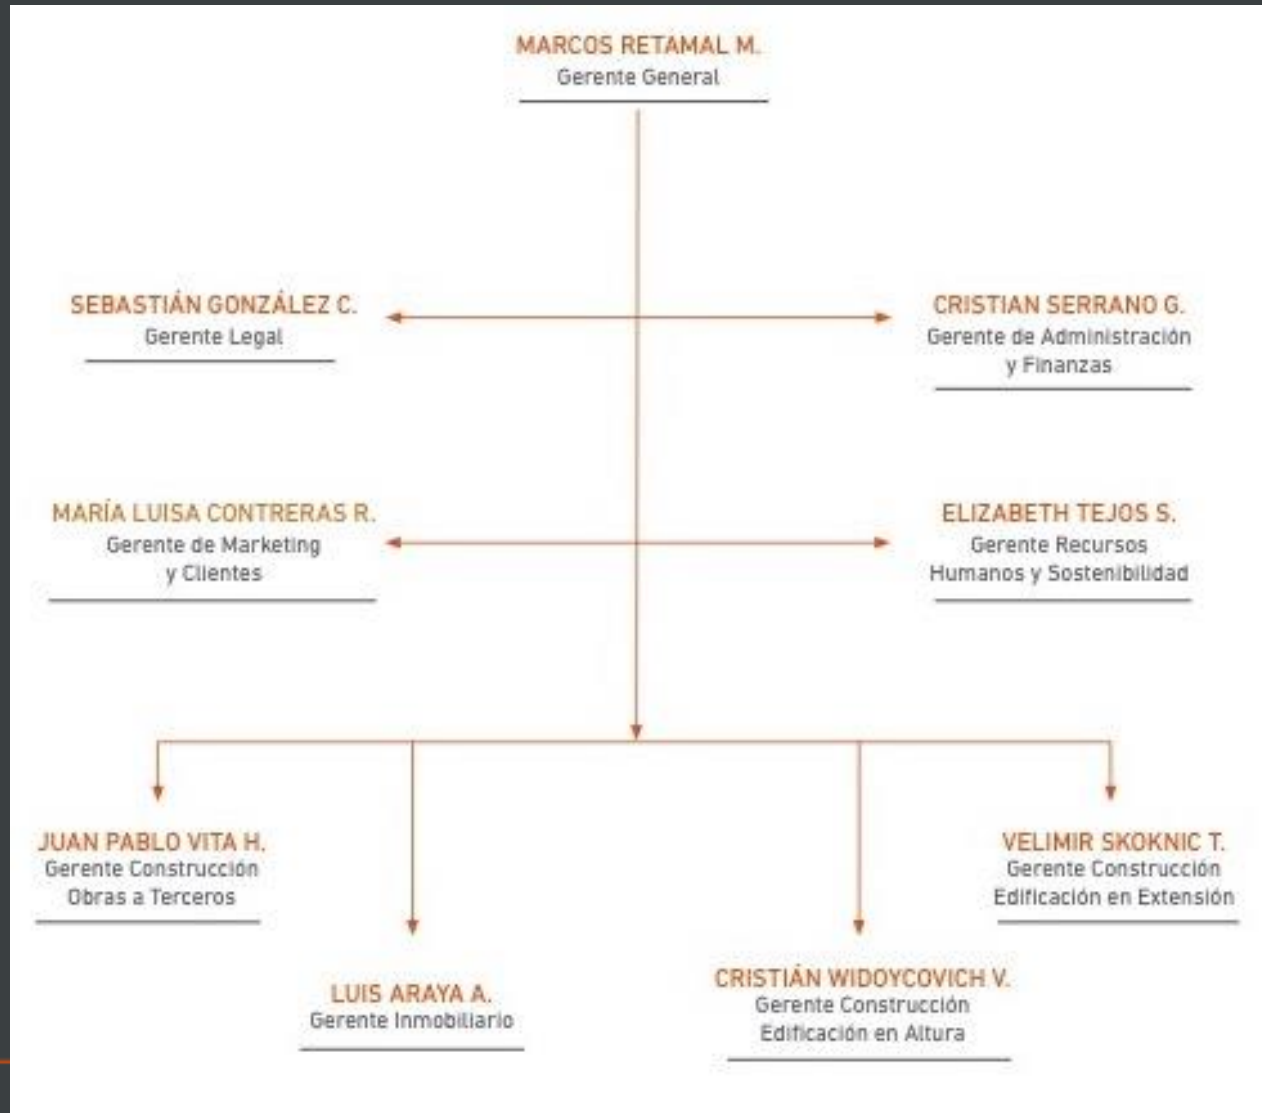 MARCOS RETAMAL M.
Gerente General
SEBASTIÁN GONZÁLEZ C.
Gerente Legal
CRISTIAN SERRANO G.
Gerente de Administración
y Finanzas
MARÍA LUISA CONTRERAS R.
Gerente de Marketing
y Clientes
ELIZABETH TEJOS S.
Gerente Recursos
Humanos y Sostenibilidad
JUAN PABLO VITA H.
Gerente Construcción
Obras a Terceros
LUIS ARAYA A.
Gerente Inmobiliario
CRISTIÁN WIDOYCOVICH V.
Gerente Construcción
Edificación en Altura
VELIMIR SKOKNIC T.
Gerente Construcción
Edificación en Extensión